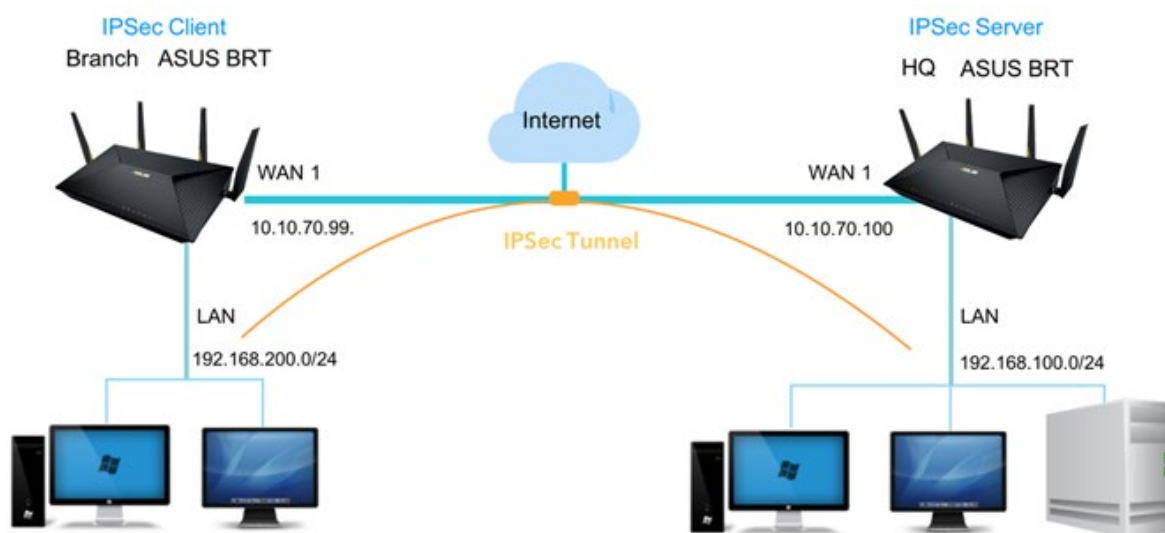 IPSec Client
Branch ASUS BRT
IPSec Server
HQ ASUS BRT
Internet
WAN 1
WAN 1
10.10.70.99.
10.10.70.100
IPSec Tunnel
LAN
LAN
192.168.200.0/24
192.168.100.0/24